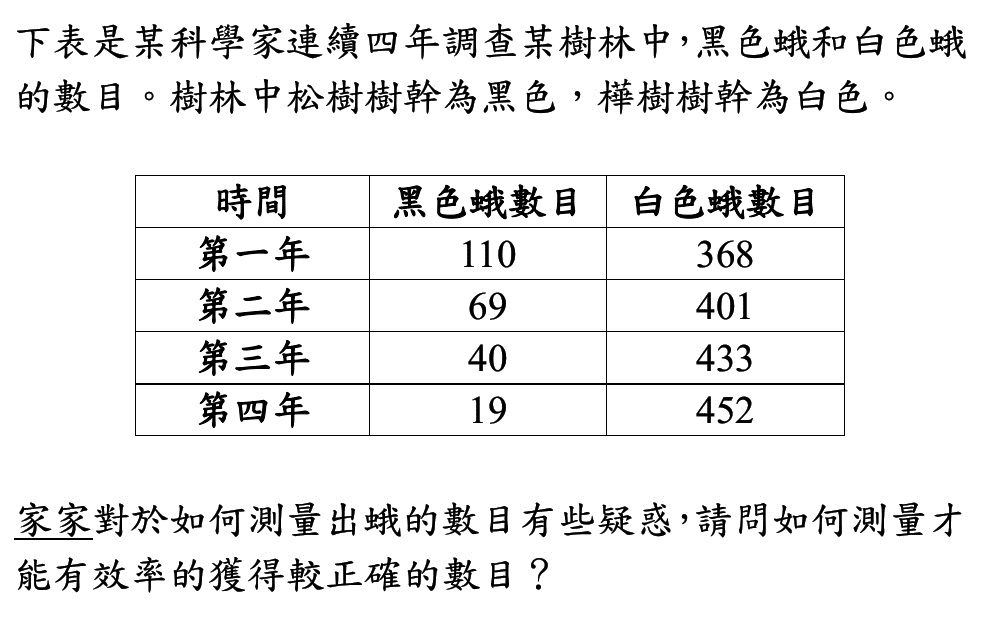 下表是某科學家連續四年調查某樹林中，黑色蛾和白色蛾
的數目。樹林中松樹樹幹為黑色，樺樹樹幹為白色。
時間 黑色蛾數目 白色蛾數目
第一年 110 368
第二年 69 401
第三年 40 433
第四年 19 452
家家對於如何測量出蛾的數目有些疑惑，請問如何測量才
能有效率的獲得較正確的數目？